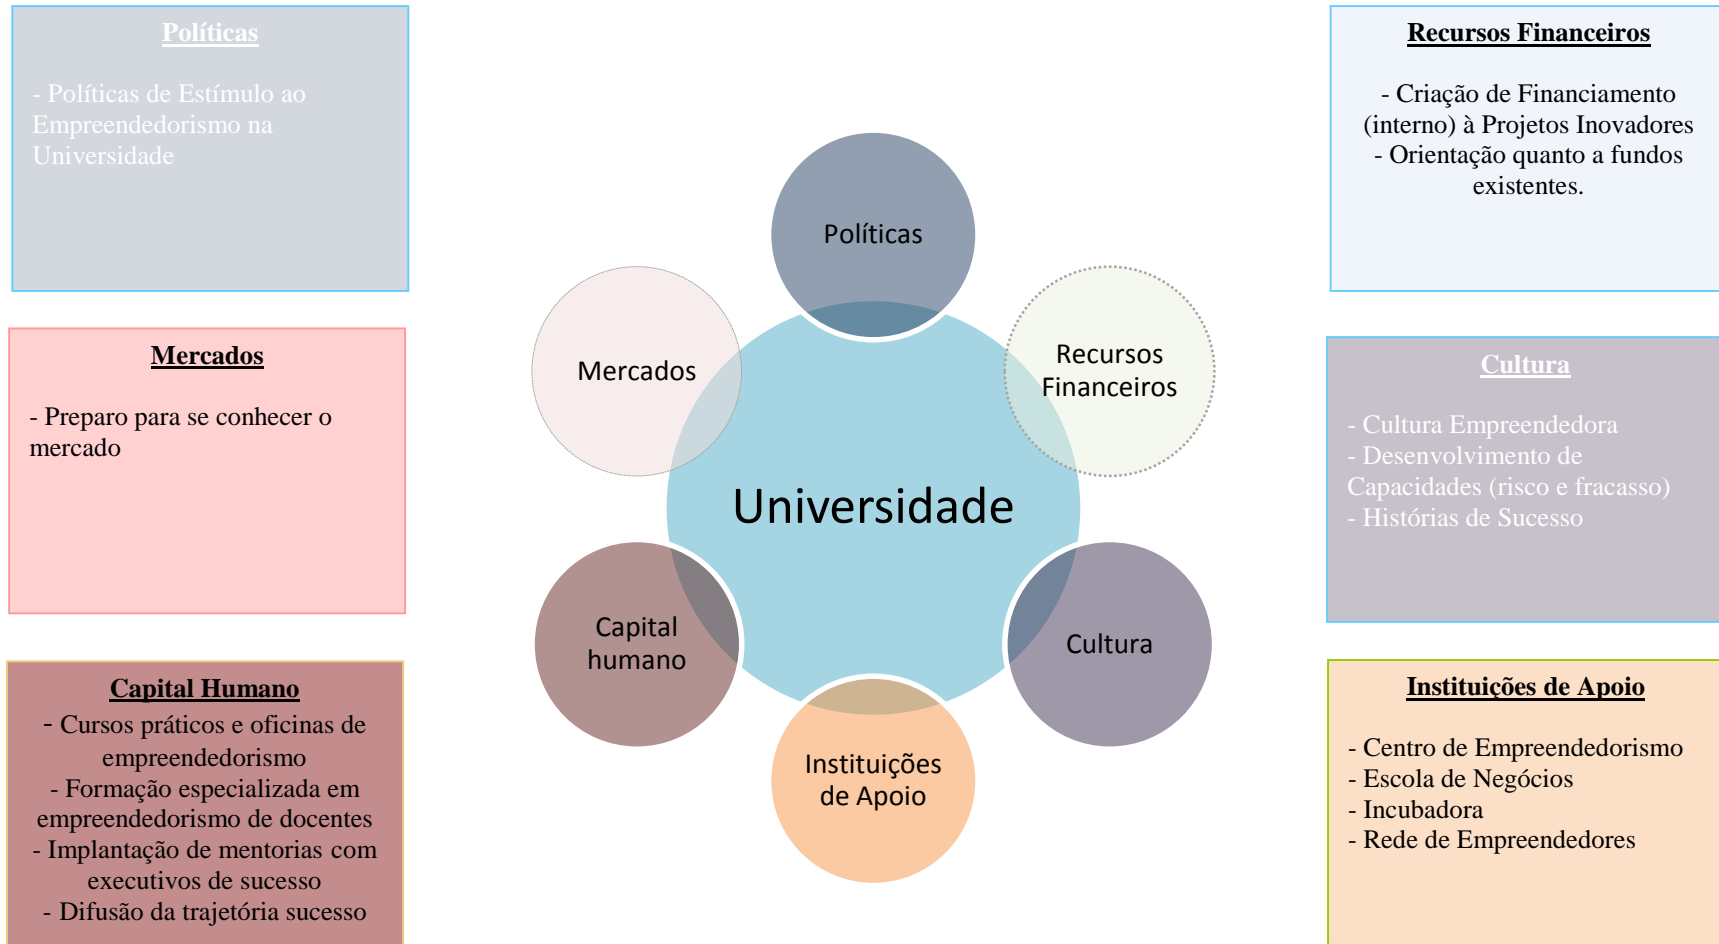 Políticas
- Políticas de Estímulo ao
Empreendedorismo na
Universidade
Mercados
- Preparo para se conhecer o
mercado
Capital Humano
- Cursos práticos e oficinas de
empreendedorismo
- Formação especializada em
empreendedorismo de docentes
- Implantação de mentorias com
executivos de sucesso
- Difusão da trajetória sucesso
Políticas
Mercados
Recursos
Financeiros
Universidade
Capital
humano
Cultura
Instituições
de Apoio
Recursos Financeiros
- Criação de Financiamento
(interno) à Projetos Inovadores
- Orientação quanto a fundos
existentes.
Cultura
- Cultura Empreendedora
- Desenvolvimento de
Capacidades (risco e fracasso)
- Histórias de Sucesso
Instituições de Apoio
- Centro de Empreendedorismo
- Escola de Negócios
- Incubadora
- Rede de Empreendedores